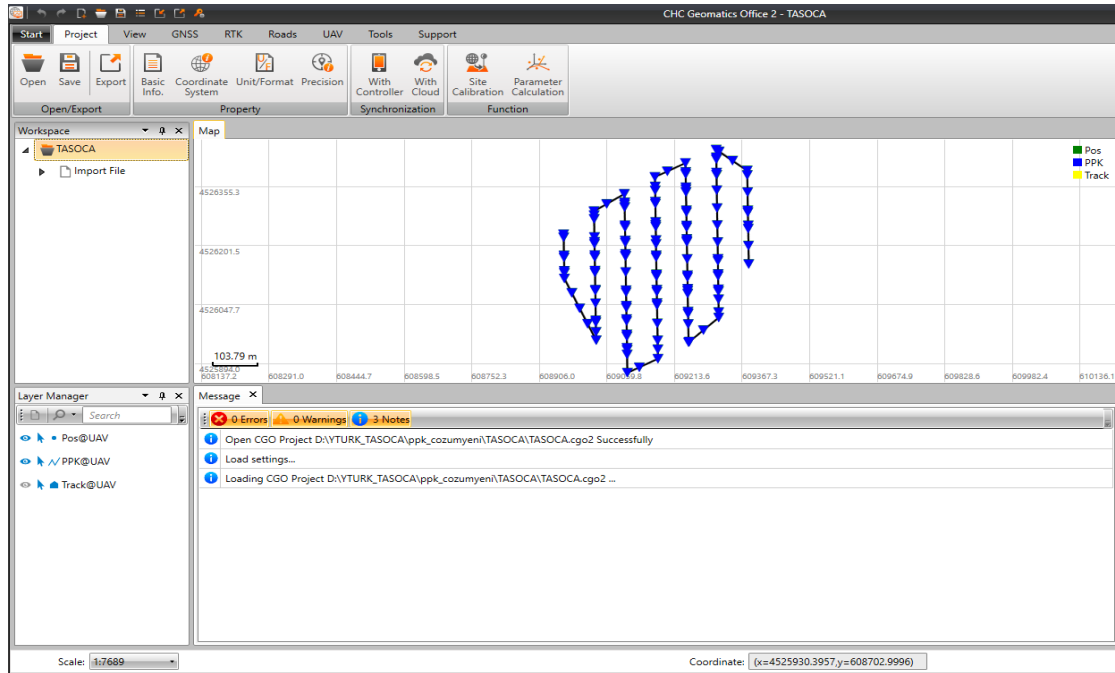 CHC Geomatics Office 2 - TASOCA
Start Project View GNSS RTK Roads UAV Tools Support
Open Save Export Basic Info. Coordinate System Unit/Format Precision With Controller With Cloud Site Calibration Parameter Calculation
Open/Export Property Synchronization Function
Workspace
TASOCA
Import File
Map
Pos
PPK
Track
4526355.3
4526201.5
4526047.7
4525894.0
103.79 m
608137.2 608291.0 608444.7 608598.5 608752.3 608906.0 609059.8 609213.6 609367.3 609521.1 609674.9 609828.6 609982.4 610136.1
Layer Manager
Search
Pos@UAV
PPK@UAV
Track@UAV
Message
0 Errors 0 Warnings 3 Notes
Open CGO Project D:\YTURK_TASOCA\ppk_cozumyeni\TASOCA\TASOCA.cgo2 Successfully
Load settings...
Loading CGO Project D:\YTURK_TASOCA\ppk_cozumyeni\TASOCA\TASOCA.cgo2 ...
Scale: 1:7689
Coordinate: (x=4525930.3957,y=608702.9996)